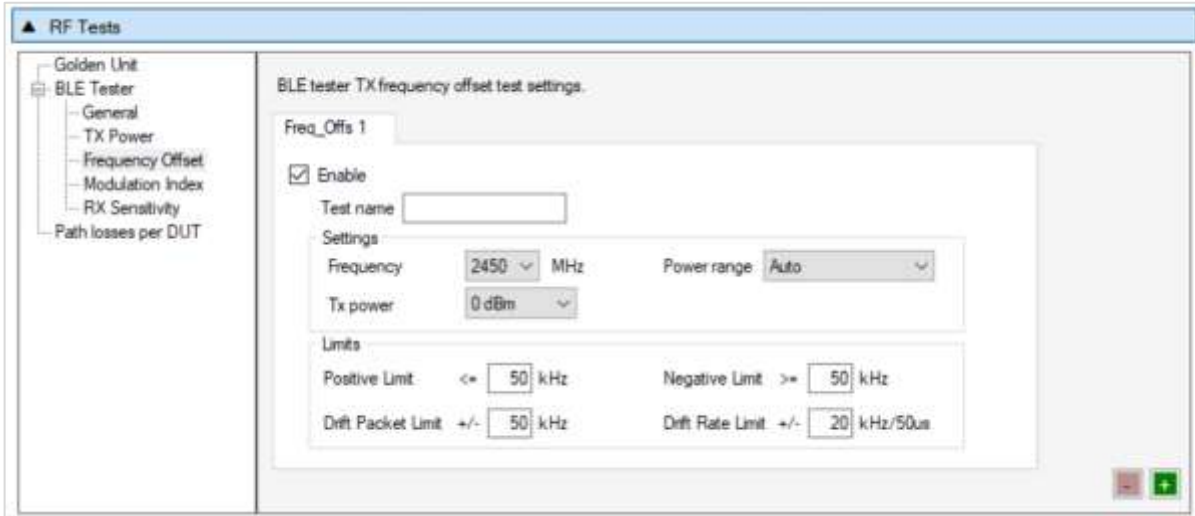 ▲ RF Tests
Golden Unit
BLE Tester
General
TX Power
Frequency Offset
Modulation Index
RX Sensitivity
Path losses per DUT
BLE tester TX frequency offset test settings.
Freq_Offs 1
Enable
Test name
Settings
Frequency 2450 MHz Power range Auto
Tx power 0 dBm
Limits
Positive Limit <= 50 kHz Negative Limit >= 50 kHz
Drift Packet Limit +/- 50 kHz Drift Rate Limit +/- 20 kHz/50us
- +